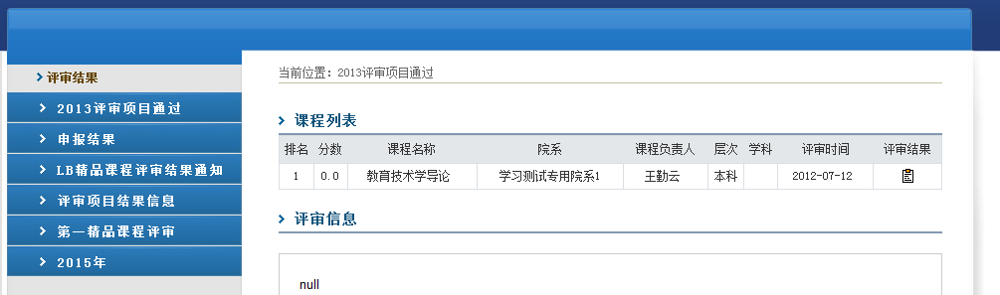 评审结果
2013评审项目通过
申报结果
LB精品课程评审结果通知
评审项目结果信息
第一精品课程评审
2015年
当前位置：2013评审项目通过
课程列表
排名 分数 课程名称 院系 课程负责人 层次 学科 评审时间 评审结果
1 0.0 教育技术学导论 学习测试专用院系1 王勤云 本科 2012-07-12
评审信息
null